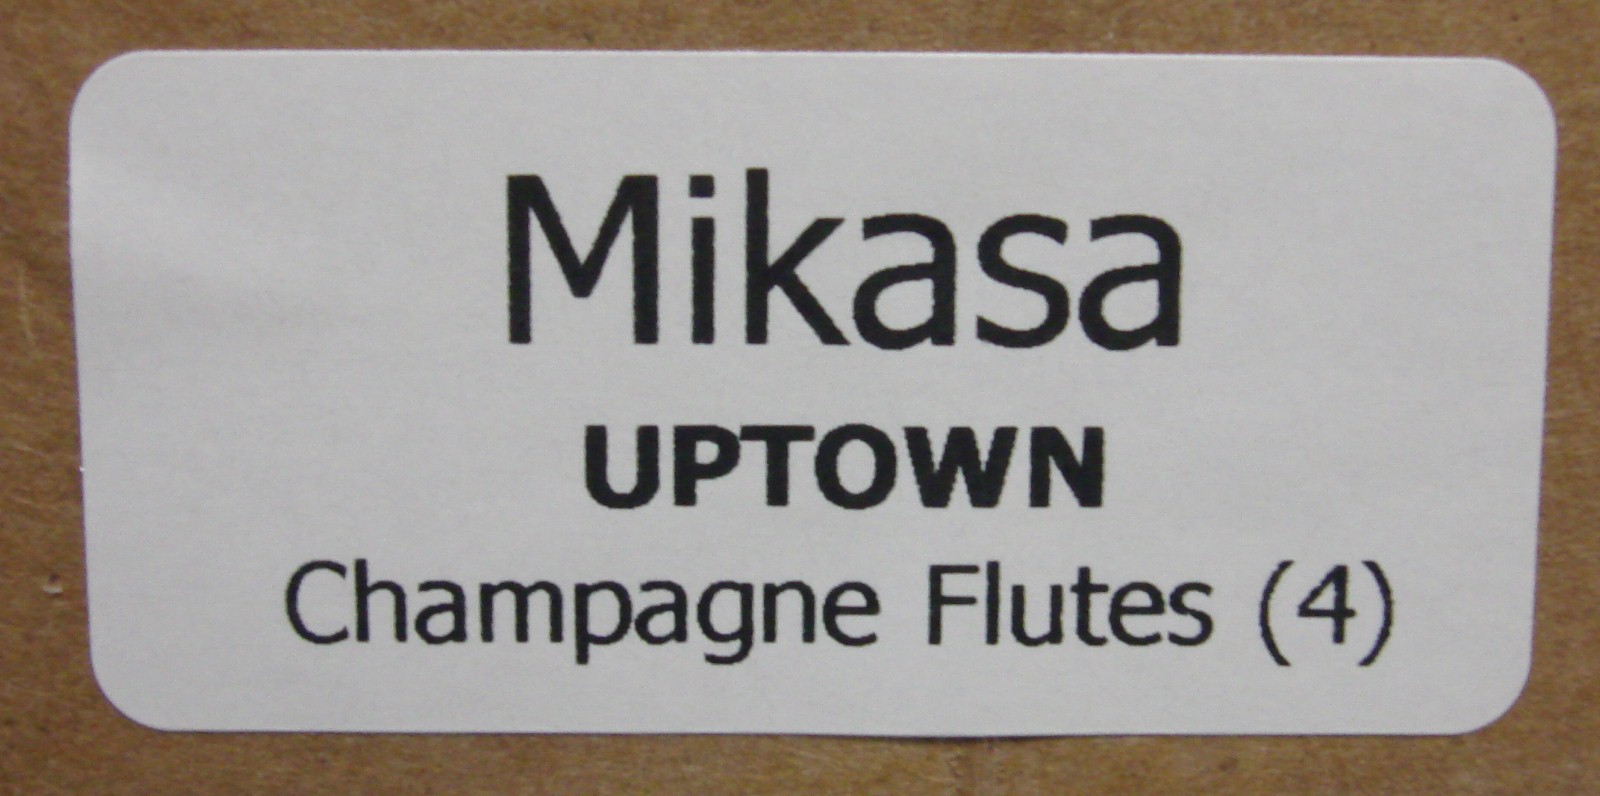 Mikasa
UPTOWN
Champagne Flutes (4)